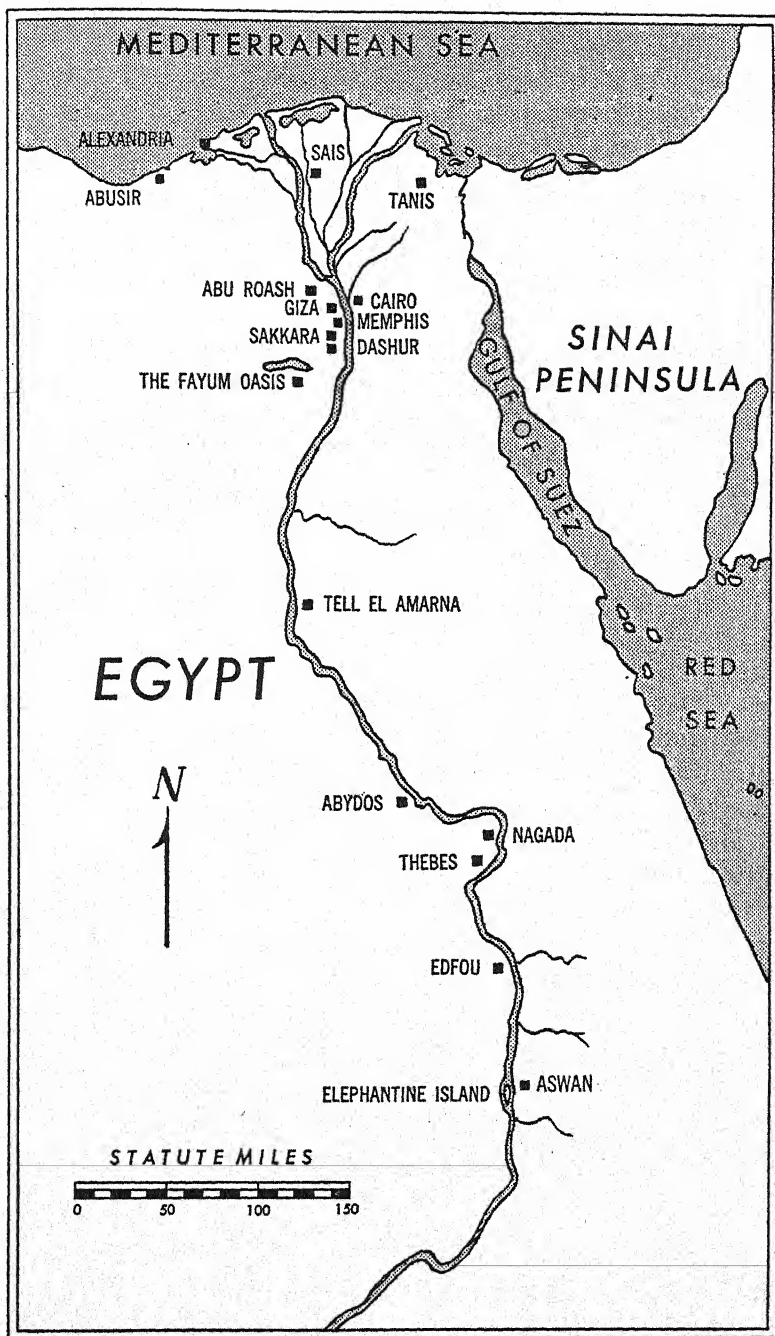 MEDITERRANEAN SEA
ALEXANDRIA
SAIS
ABUSIR
TANIS
ABU ROASH
CAIRO
GIZA
MEMPHIS
SAKKARA
DASHUR
THE FAYUM OASIS
SINAI
PENINSULA
GULF OF SUEZ
TELL EL AMARNA
EGYPT
RED
SEA
N
ABYDOS
NAGADA
THEBES
EDFOU
ELEPHANTINE ISLAND
ASWAN
STATUTE MILES
0 50 100 150